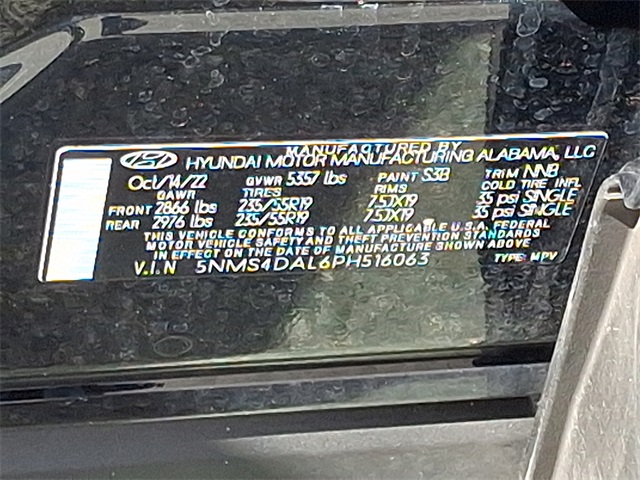 MANUFACTURED BY
HYUNDAI MOTOR MANUFACTURING ALABAMA, LLC
Oct/14/22 GVWR 5357 lbs PAINT S3B TRIM NNB
GAWR TIRES RIMS COLD TIRE INFL
FRONT 2865 lbs 235/55R19 7.5JX19 35 psi SINGLE
REAR 2976 lbs 235/55R19 7.5JX19 35 psi SINGLE
THIS VEHICLE CONFORMS TO ALL APPLICABLE U.S.A. FEDERAL
MOTOR VEHICLE SAFETY AND THEFT PREVENTION STANDARDS
IN EFFECT ON THE DATE OF MANUFACTURE SHOWN ABOVE
V.I.N 5NMS4DAL6PH516063 TYPE: MPV